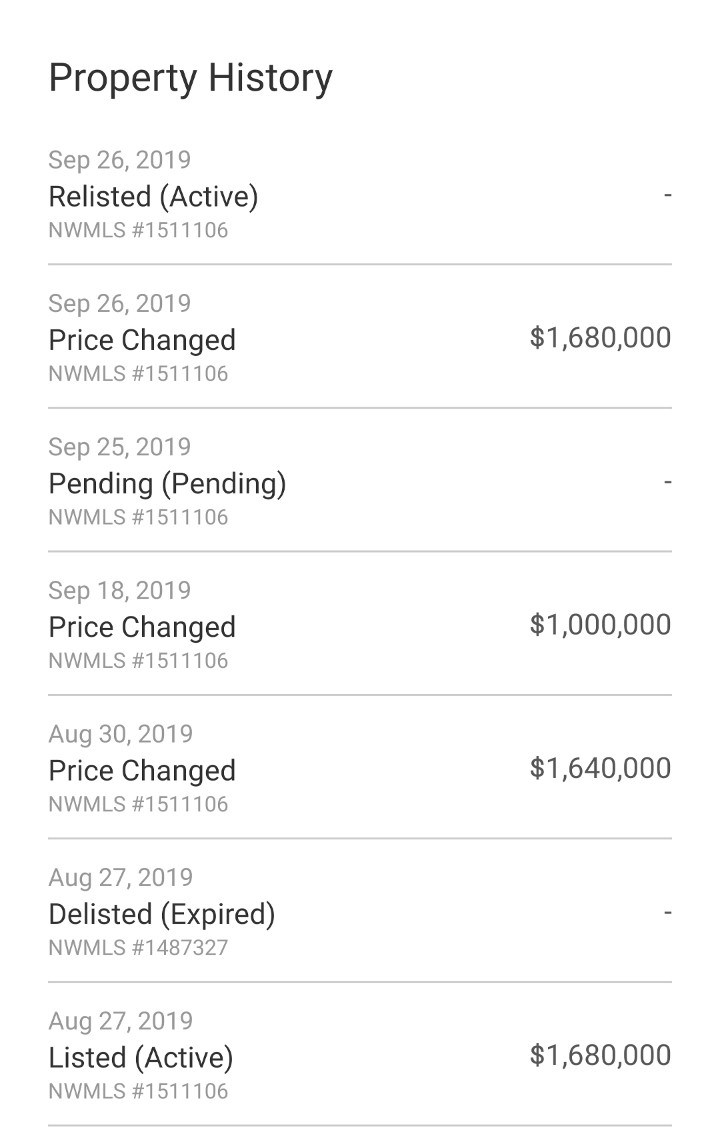 Property History
Sep 26, 2019
Relisted (Active) -
NWMLS #1511106
Sep 26, 2019
Price Changed $1,680,000
NWMLS #1511106
Sep 25, 2019
Pending (Pending) -
NWMLS #1511106
Sep 18, 2019
Price Changed $1,000,000
NWMLS #1511106
Aug 30, 2019
Price Changed $1,640,000
NWMLS #1511106
Aug 27, 2019
Delisted (Expired) -
NWMLS #1487327
Aug 27, 2019
Listed (Active) $1,680,000
NWMLS #1511106